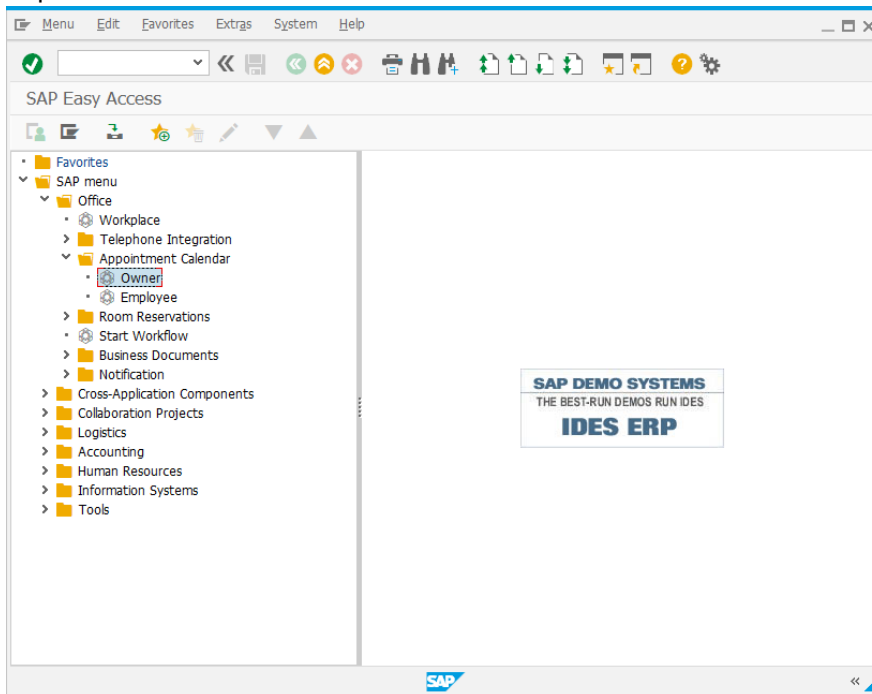 Menu Edit Favorites Extras System Help
SAP Easy Access
Favorites
SAP menu
Office
Workplace
Telephone Integration
Appointment Calendar
Owner
Employee
Room Reservations
Start Workflow
Business Documents
Notification
Cross-Application Components
Collaboration Projects
Logistics
Accounting
Human Resources
Information Systems
Tools
SAP DEMO SYSTEMS
THE BEST-RUN DEMOS RUN IDES
IDES ERP
SAP